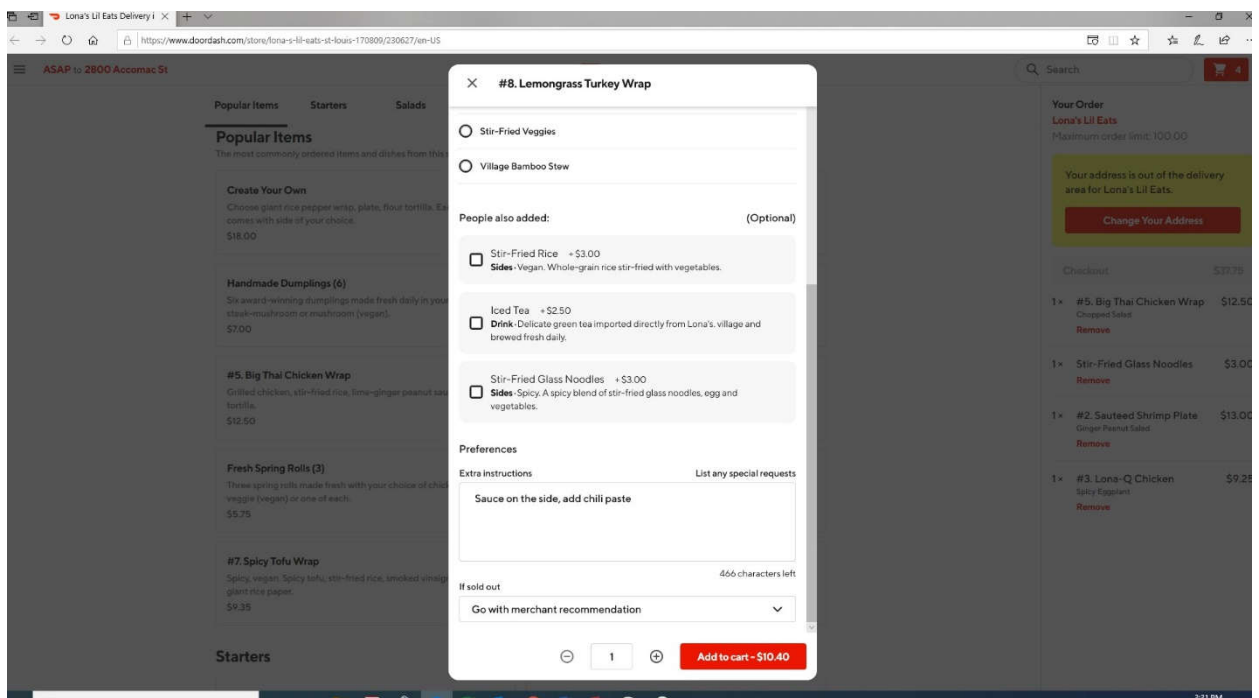 Lona's Lil Eats Delivery i
https://www.doordash.com/store/lona-s-lil-eats-st-louis-170809/230627/en-US
ASAP to 2800 Accomac St
Search
4
Popular Items Starters Salads
Popular Items
The most commonly ordered items and dishes from this
Create Your Own
Choose giant rice pepper wrap, plate, flour tortilla. Ea
comes with side of your choice.
$18.00
Handmade Dumplings (6)
Six award-winning dumplings made fresh daily in your
steak-mushroom or mushroom (vegan).
$7.00
#5. Big Thai Chicken Wrap
Grilled chicken, stir-fried rice, lime-ginger peanut sau
tortilla.
$12.50
Fresh Spring Rolls (3)
Three spring rolls made fresh with your choice of chick
veggie (vegan) or one of each.
$5.75
#7. Spicy Tofu Wrap
Spicy, vegan. Spicy tofu, stir-fried rice, smoked vinaig
giant rice paper.
$9.35
Starters
#8. Lemongrass Turkey Wrap
Stir-Fried Veggies
Village Bamboo Stew
People also added: (Optional)
Stir-Fried Rice + $3.00
Sides · Vegan. Whole-grain rice stir-fried with vegetables.
Iced Tea + $2.50
Drink · Delicate green tea imported directly from Lona's. village and
brewed fresh daily.
Stir-Fried Glass Noodles + $3.00
Sides · Spicy. A spicy blend of stir-fried glass noodles, egg and
vegetables.
Preferences
Extra instructions List any special requests
Sauce on the side, add chili paste
466 characters left
If sold out
Go with merchant recommendation
1
Add to cart - $10.40
Your Order
Lona's Lil Eats
Maximum order limit: 100.00
Your address is out of the delivery
area for Lona's Lil Eats.
Change Your Address
Checkout
1 × #5. Big Thai Chicken Wrap $12.50
Chopped Salad
Remove
1 × Stir-Fried Glass Noodles $3.00
Remove
1 × #2. Sauteed Shrimp Plate $13.00
Ginger Peanut Salad
Remove
1 × #3. Lona-Q Chicken $9.25
Spicy Eggplant
Remove
2:21 PM